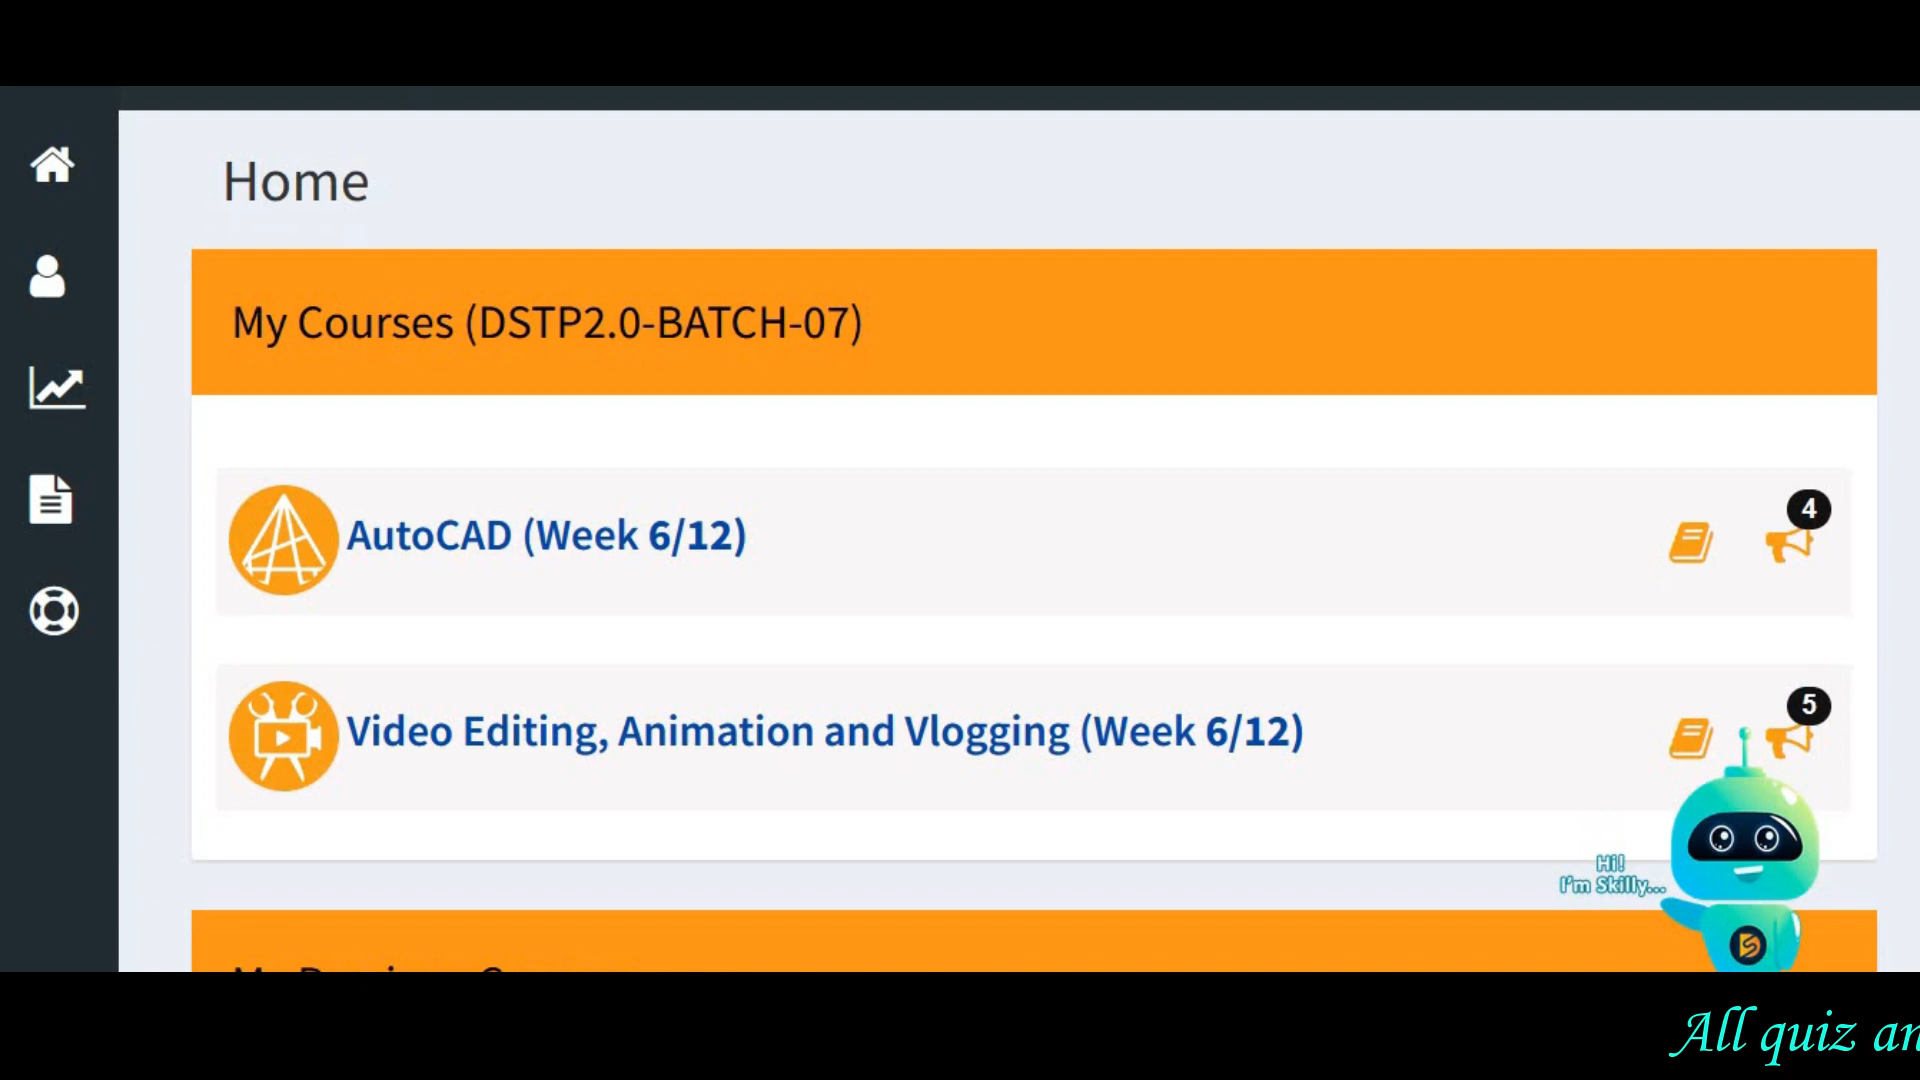 Home
My Courses (DSTP2.0-BATCH-07)
AutoCAD (Week 6/12)
4
Video Editing, Animation and Vlogging (Week 6/12)
5
Hi!
I'm Skilly...
All quiz